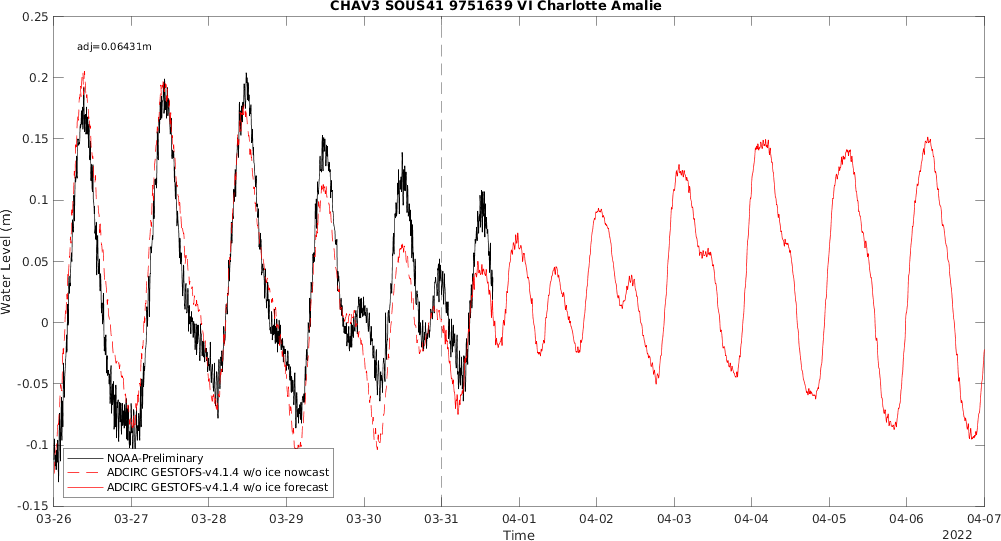 CHAV3 SOUS41 9751639 VI Charlotte Amalie
adj=0.06431m
0.25
0.2
0.15
0.1
0.05
0
-0.05
-0.1
-0.15
Water Level (m)
NOAA-Preliminary
ADCIRC GESTOFS-v4.1.4 w/o ice nowcast
ADCIRC GESTOFS-v4.1.4 w/o ice forecast
03-26 03-27 03-28 03-29 03-30 03-31 04-01 04-02 04-03 04-04 04-05 04-06 04-07
Time
2022